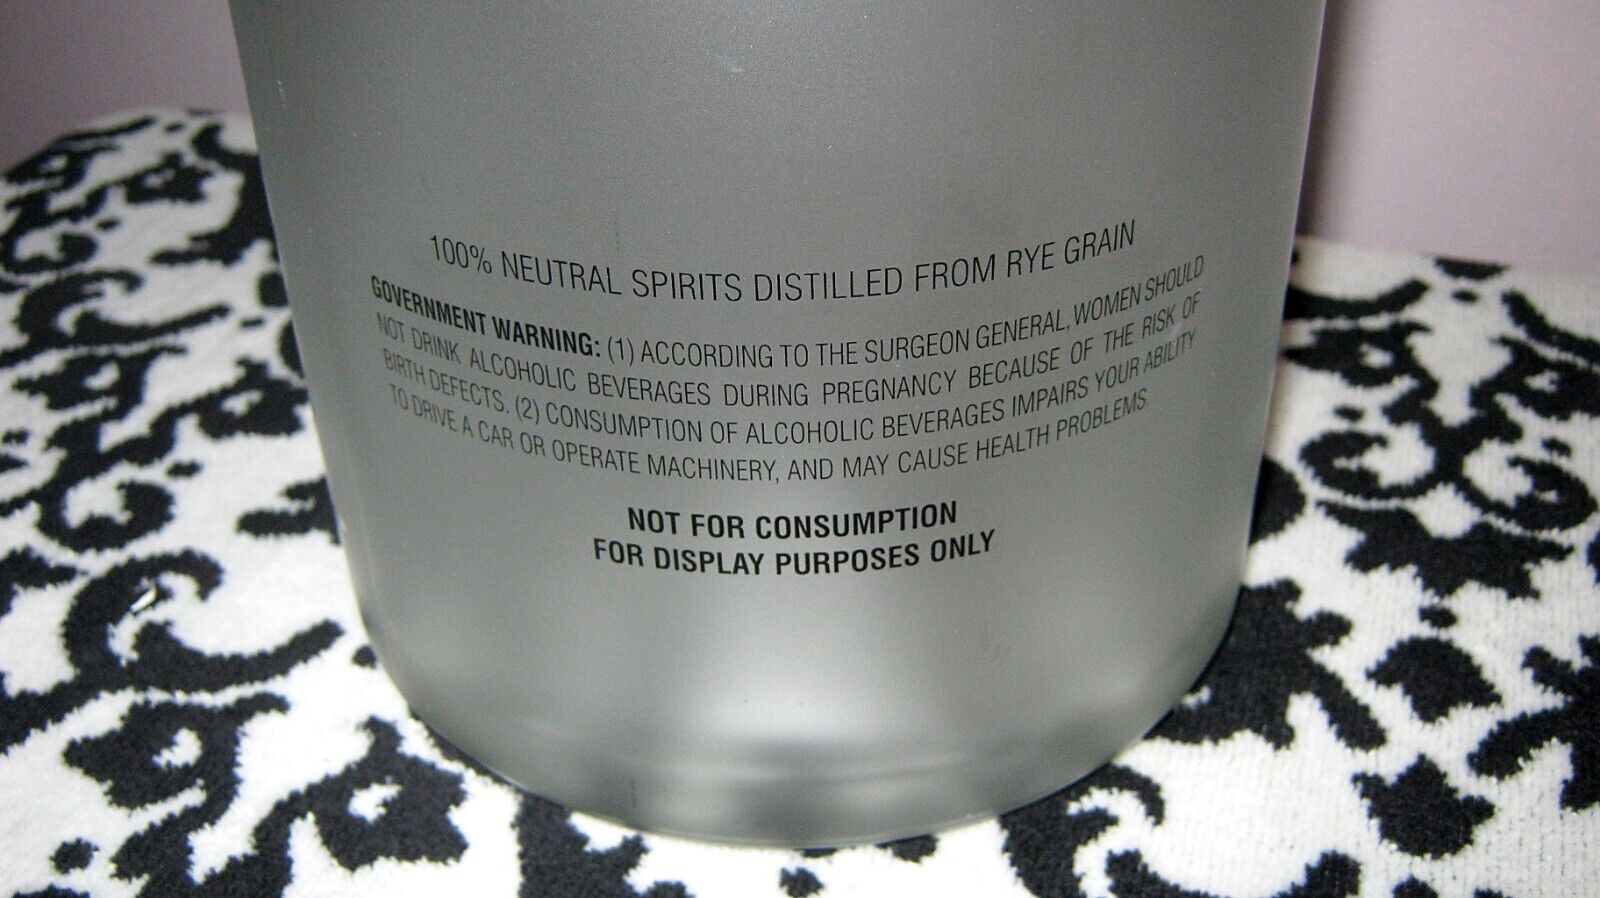 100% NEUTRAL SPIRITS DISTILLED FROM RYE GRAIN
GOVERNMENT WARNING: (1) ACCORDING TO THE SURGEON GENERAL, WOMEN SHOULD
NOT DRINK ALCOHOLIC BEVERAGES DURING PREGNANCY BECAUSE OF THE RISK OF
BIRTH DEFECTS. (2) CONSUMPTION OF ALCOHOLIC BEVERAGES IMPAIRS YOUR ABILITY
TO DRIVE A CAR OR OPERATE MACHINERY, AND MAY CAUSE HEALTH PROBLEMS.
NOT FOR CONSUMPTION
FOR DISPLAY PURPOSES ONLY